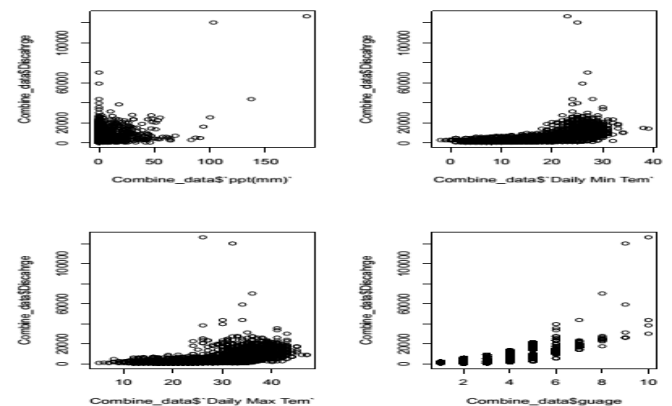 Combine_data$Discahrge
0 20000 60000 100000
0 50 100 150
Combine_data$`ppt(mm)`
Combine_data$Discahrge
0 20000 60000 100000
0 10 20 30 40
Combine_data$`Daily Min Tem`
Combine_data$Discahrge
0 20000 60000 100000
10 20 30 40
Combine_data$`Daily Max Tem`
Combine_data$Discahrge
0 20000 60000 100000
2 4 6 8 10
Combine_data$guage